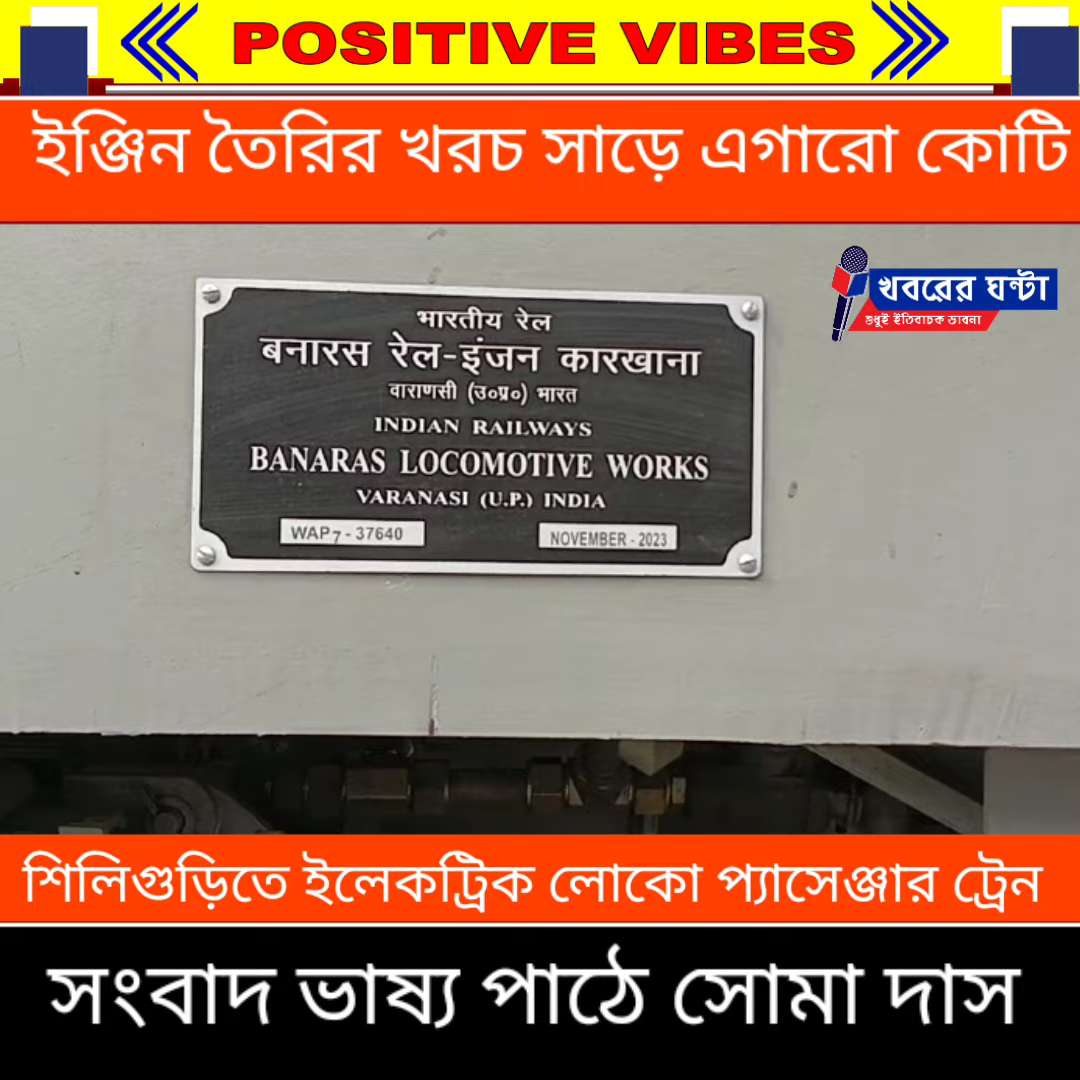 POSITIVE VIBES
ইঞ্জিন তৈরির খরচ সাড়ে এগারো কোটি
খবরের ঘন্টা
শুধুই ইতিবাচক ভাবনা
भारतीय रेल
बनारस रेल-इंजन कारखाना
वाराणसी (उ०प्र०) भारत
INDIAN RAILWAYS
BANARAS LOCOMOTIVE WORKS
VARANASI (U.P.) INDIA
WAP7 - 37640
NOVEMBER - 2023
শিলিগুড়িতে ইলেকট্রিক লোকো প্যাসেঞ্জার ট্রেন
সংবাদ ভাষ্য পাঠে সোমা দাস